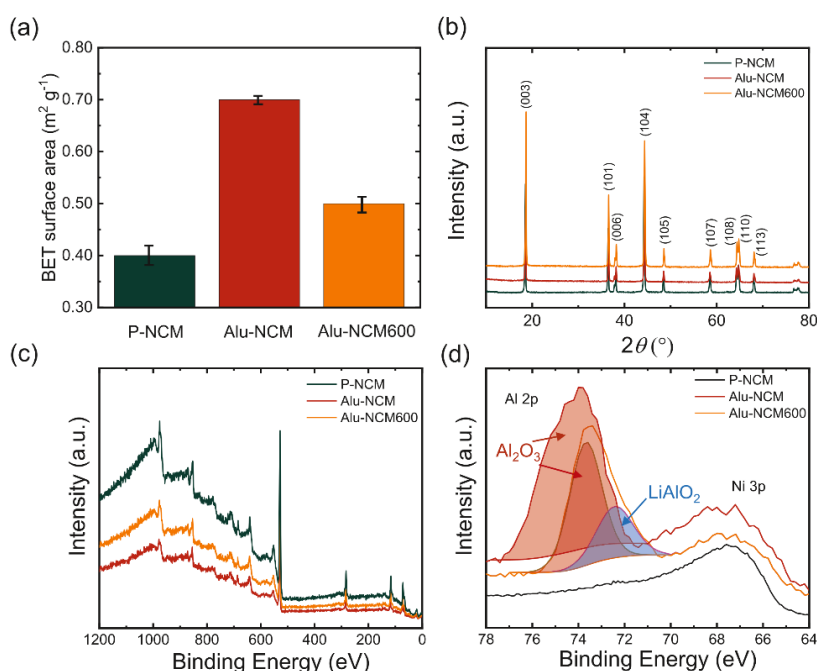 (a)
0.80
0.70
0.60
0.50
0.40
0.30
BET surface area (m² g⁻¹)
P-NCM
Alu-NCM
Alu-NCM600
(b)
P-NCM
Alu-NCM
Alu-NCM600
(003)
(101)
(006)
(104)
(105)
(107)
(108)
(110)
(113)
Intensity (a.u.)
20
40
60
80
2θ (°)
(c)
P-NCM
Alu-NCM
Alu-NCM600
Intensity (a.u.)
1200
1000
800
600
400
200
0
Binding Energy (eV)
(d)
P-NCM
Alu-NCM
Alu-NCM600
Al 2p
Al₂O₃
LiAlO₂
Ni 3p
Intensity (a.u.)
78
76
74
72
70
68
66
64
Binding Energy (eV)